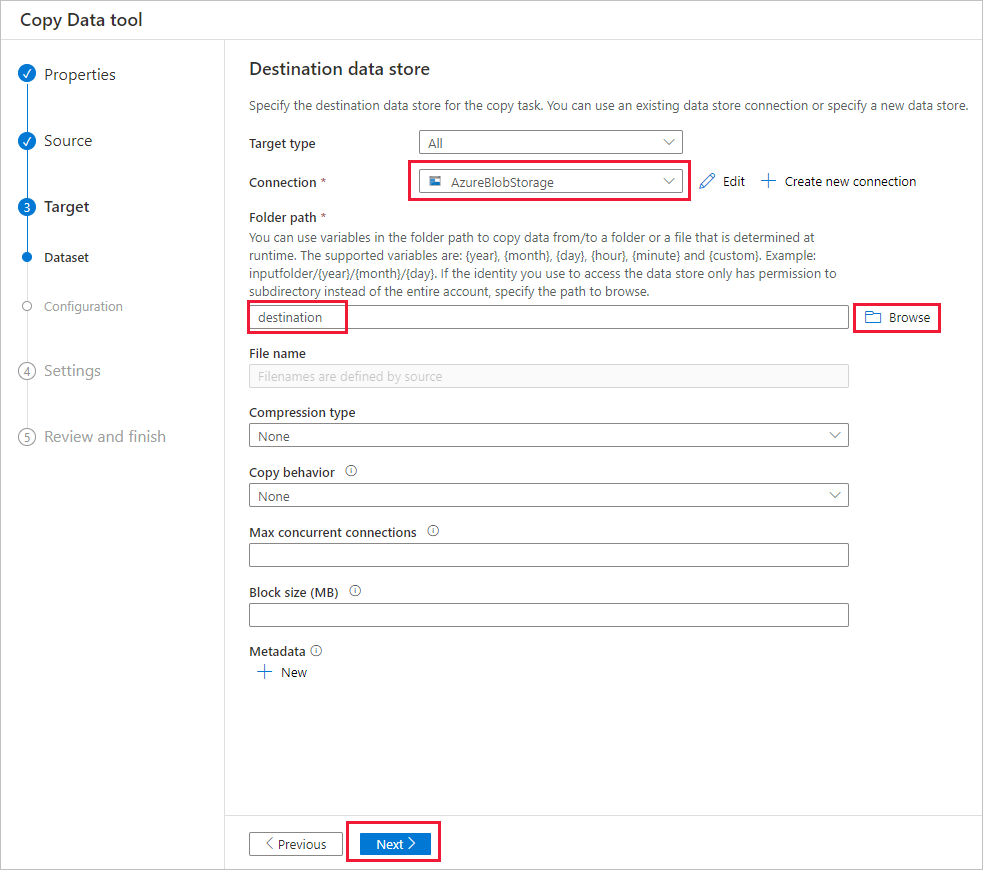 Copy Data tool
Properties
Source
3 Target
Dataset
Configuration
4 Settings
5 Review and finish
Destination data store
Specify the destination data store for the copy task. You can use an existing data store connection or specify a new data store.
Target type All
Connection * AzureBlobStorage Edit Create new connection
Folder path *
You can use variables in the folder path to copy data from/to a folder or a file that is determined at
runtime. The supported variables are: {year}, {month}, {day}, {hour}, {minute} and {custom}. Example:
inputfolder/{year}/{month}/{day}. If the identity you use to access the data store only has permission to
subdirectory instead of the entire account, specify the path to browse.
destination Browse
File name
Filenames are defined by source
Compression type
None
Copy behavior
None
Max concurrent connections
Block size (MB)
Metadata
New
Previous Next